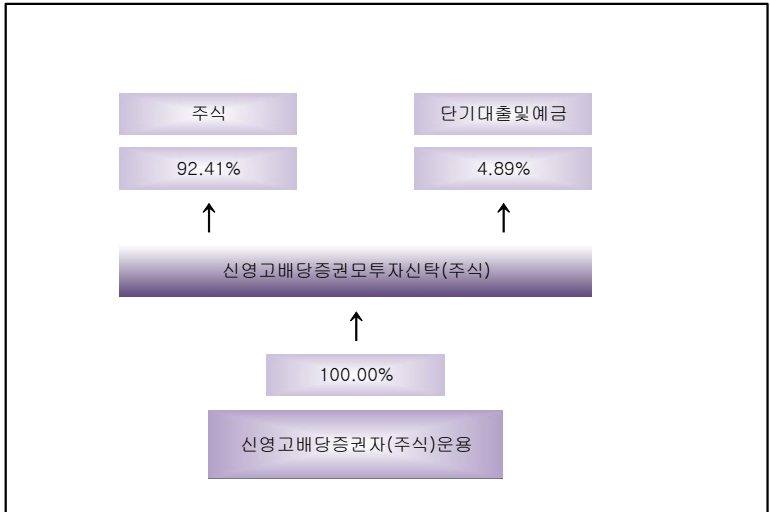 주식
단기대출및예금
92.41%
4.89%
↑
↑
신영고배당증권모투자신탁(주식)
↑
100.00%
신영고배당증권자(주식)운용